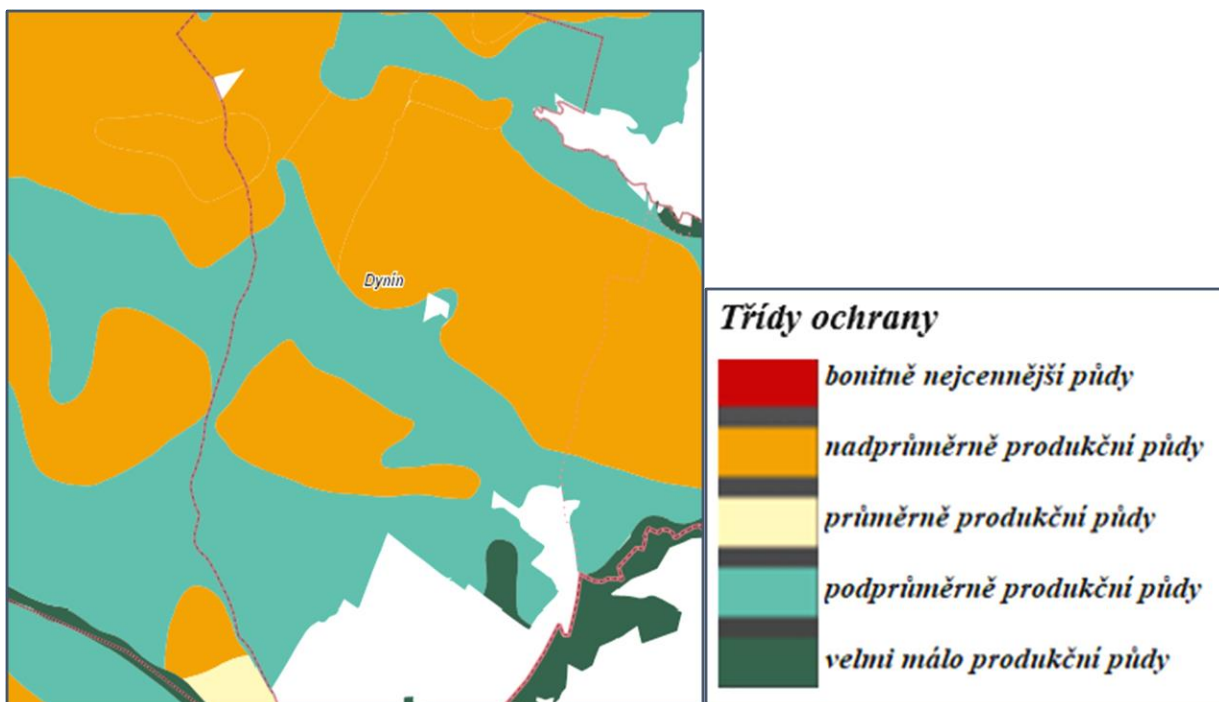 Dynín
Třídy ochrany
bonitně nejcennější půdy
nadprůměrně produkční půdy
průměrně produkční půdy
podprůměrně produkční půdy
velmi málo produkční půdy